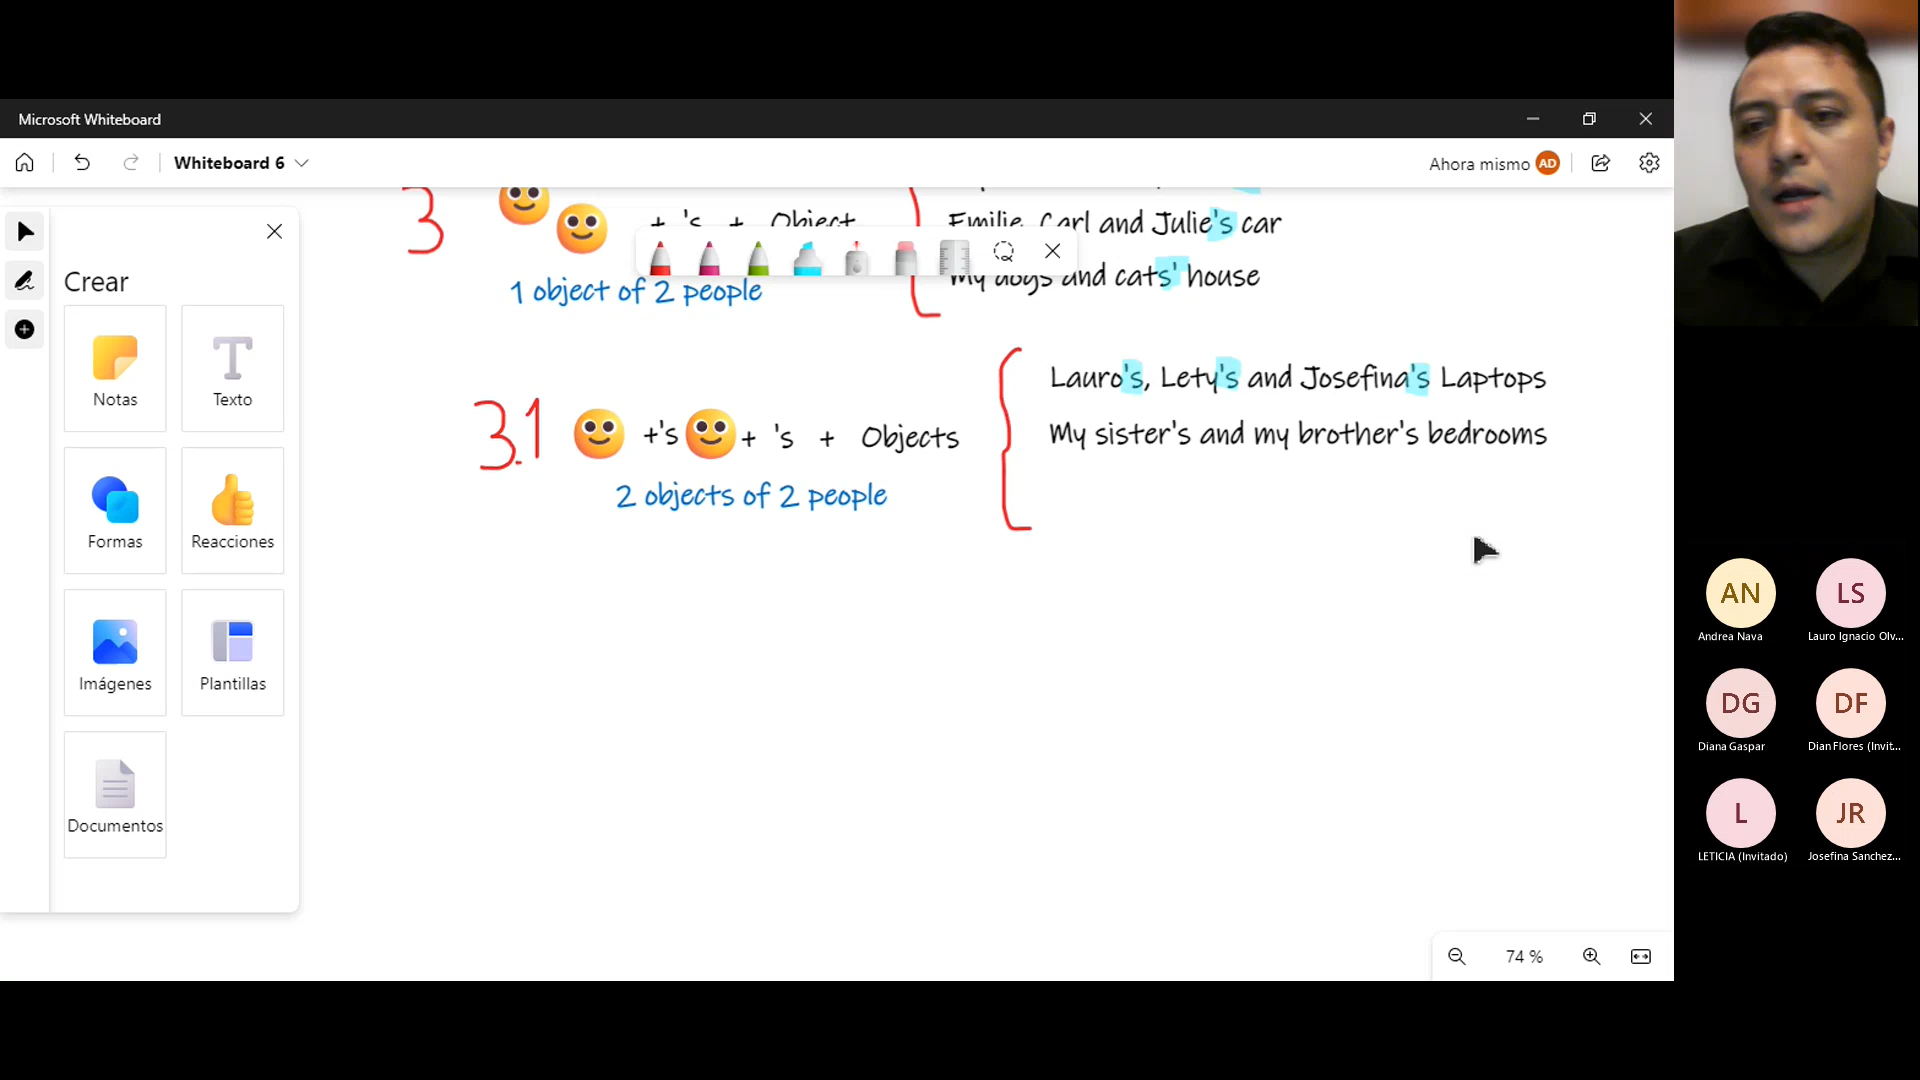 Microsoft Whiteboard
Whiteboard 6
Ahora mismo AD
3 + 's + Object
Emilie, Carl and Julie's car
My dogs and cats' house
1 object of 2 people
Crear
Notas
Texto
Formas
Reacciones
Imágenes
Plantillas
Documentos
3.1 +'s + 's + Objects
2 objects of 2 people
Lauro's, Lety's and Josefina's Laptops
My sister's and my brother's bedrooms
74 %
AN
Andrea Nava
LS
Lauro Ignacio Olv...
DG
Diana Gaspar
DF
Dian Flores (Invit...
L
LETICIA (Invitado)
JR
Josefina Sanchez...